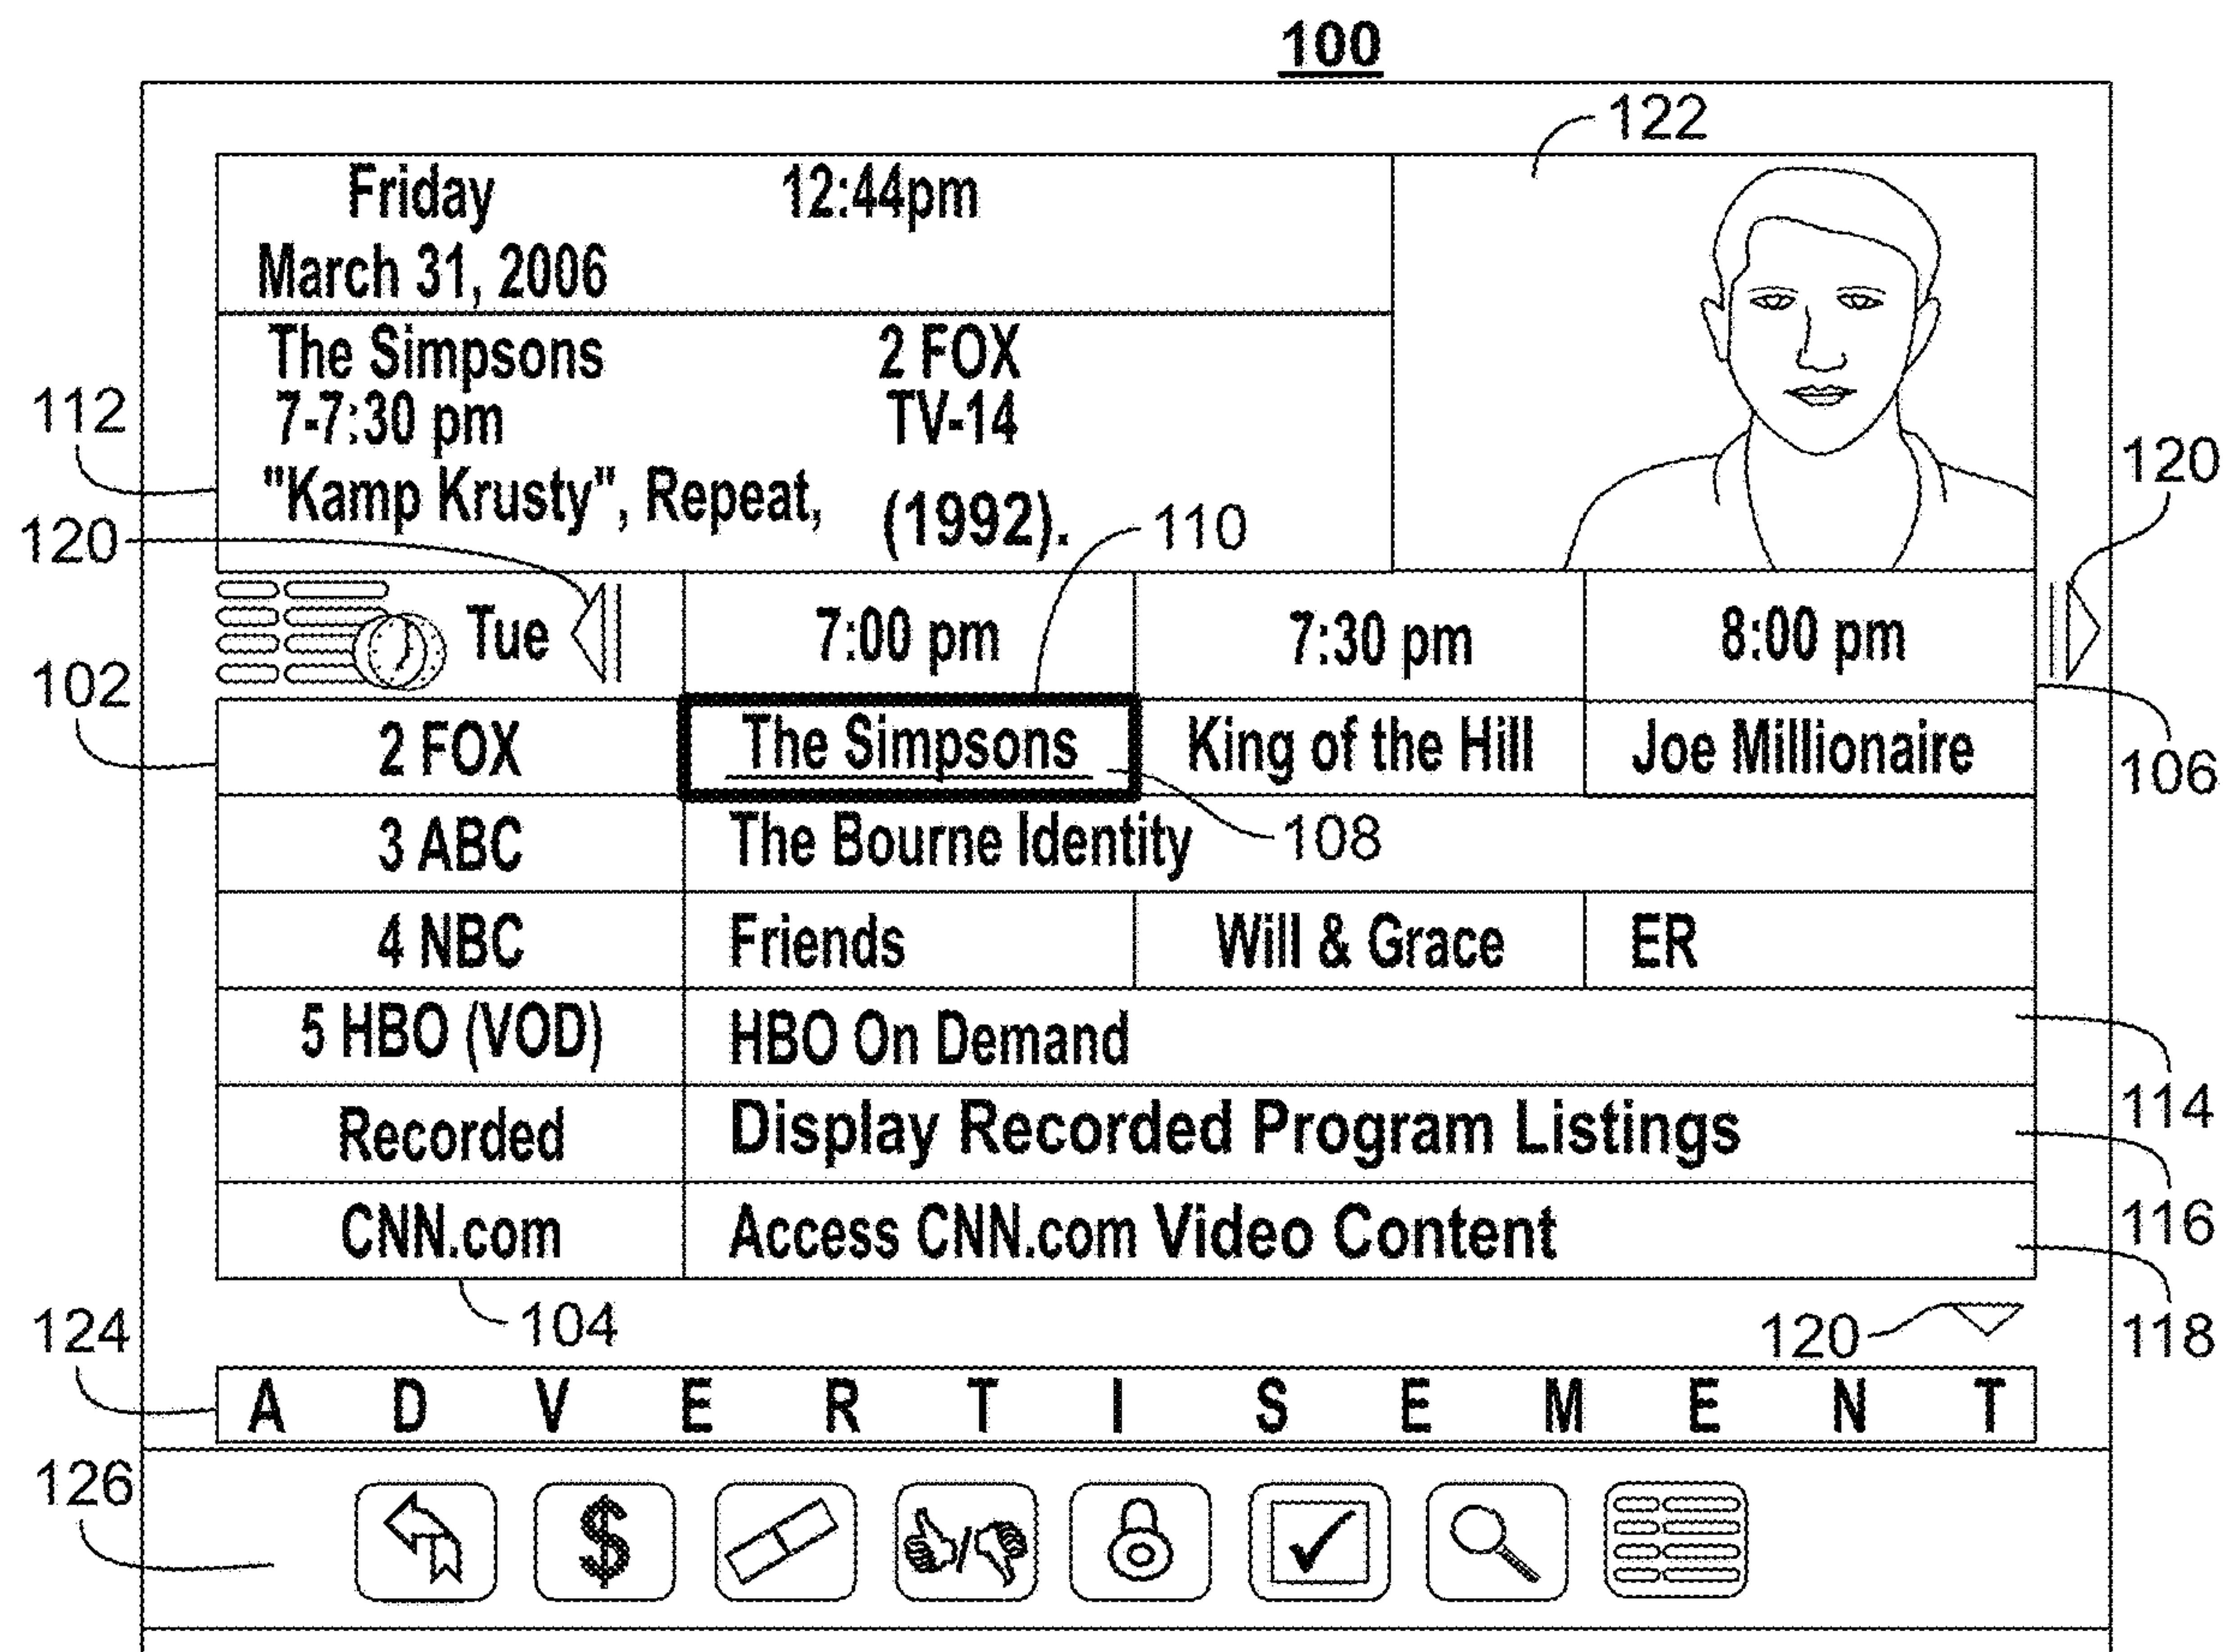 100
122
Friday 12:44pm
March 31, 2006
The Simpsons 2 FOX
112
7-7:30 pm TV-14
120
"Kamp Krusty", Repeat, (1992).
110
120
Tue 7:00 pm 7:30 pm 8:00 pm
102
2 FOX The Simpsons King of the Hill Joe Millionaire
106
3 ABC The Bourne Identity
108
4 NBC Friends Will & Grace ER
5 HBO (VOD) HBO On Demand
114
Recorded Display Recorded Program Listings
116
CNN.com Access CNN.com Video Content
104
120
118
124
A D V E R T I S E M E N T
126
$ /